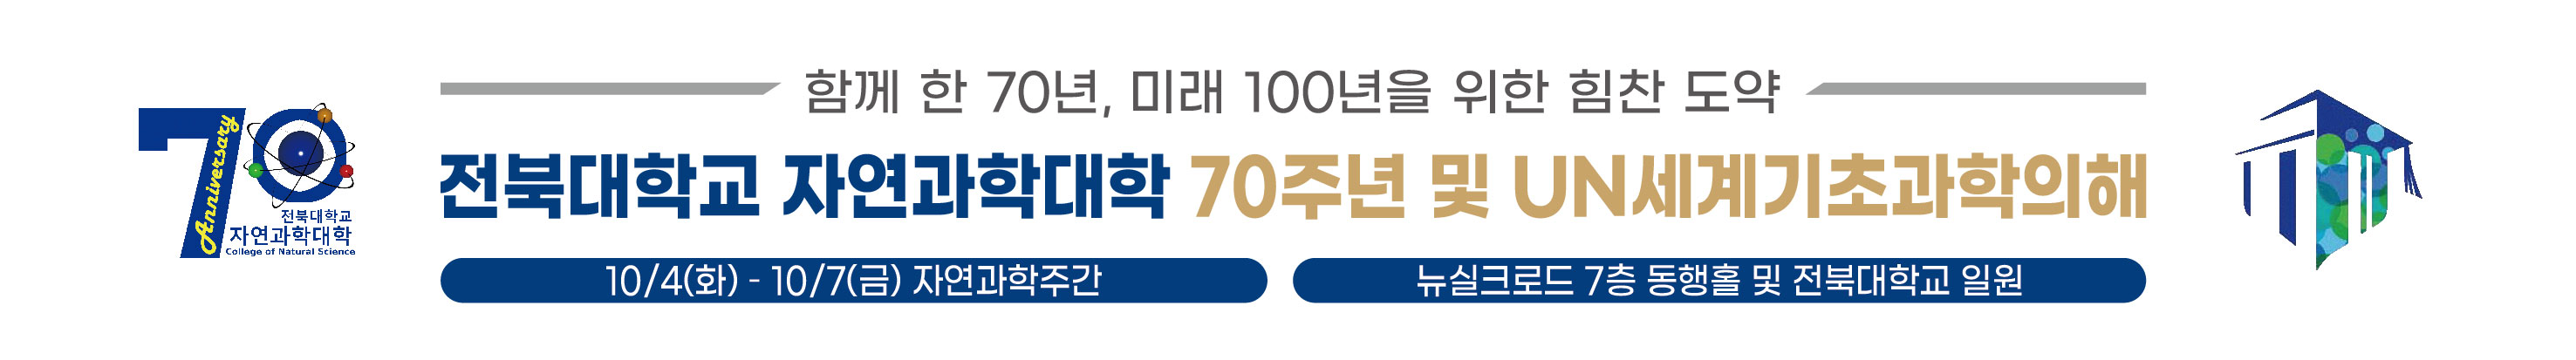 함께 한 70년, 미래 100년을 위한 힘찬 도약
70
Anniversary
전북대학교
자연과학대학
College of Natural Science
전북대학교 자연과학대학 70주년 및 UN세계기초과학의해
10/4(화) - 10/7(금) 자연과학주간
뉴실크로드 7층 동행홀 및 전북대학교 일원